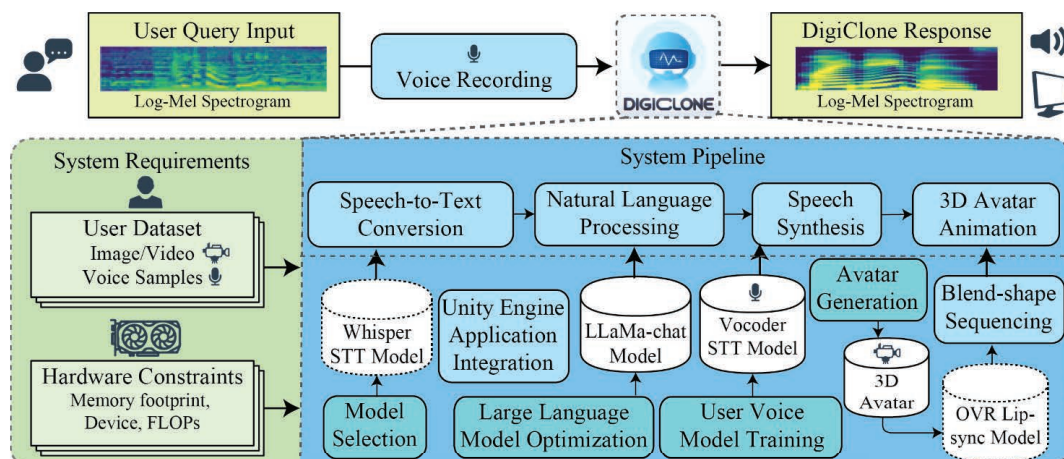 User Query Input
Log-Mel Spectrogram
Voice Recording
DIGICLONE
DigiClone Response
Log-Mel Spectrogram
System Requirements
User Dataset
Image/Video
Voice Samples
Hardware Constraints
Memory footprint,
Device, FLOPs
System Pipeline
Speech-to-Text
Conversion
Natural Language
Processing
Speech
Synthesis
3D Avatar
Animation
Whisper
STT Model
Unity Engine
Application
Integration
LLaMa-chat
Model
Vocoder
STT Model
Avatar
Generation
3D
Avatar
Blend-shape
Sequencing
OVR Lip-
sync Model
Model
Selection
Large Language
Model Optimization
User Voice
Model Training